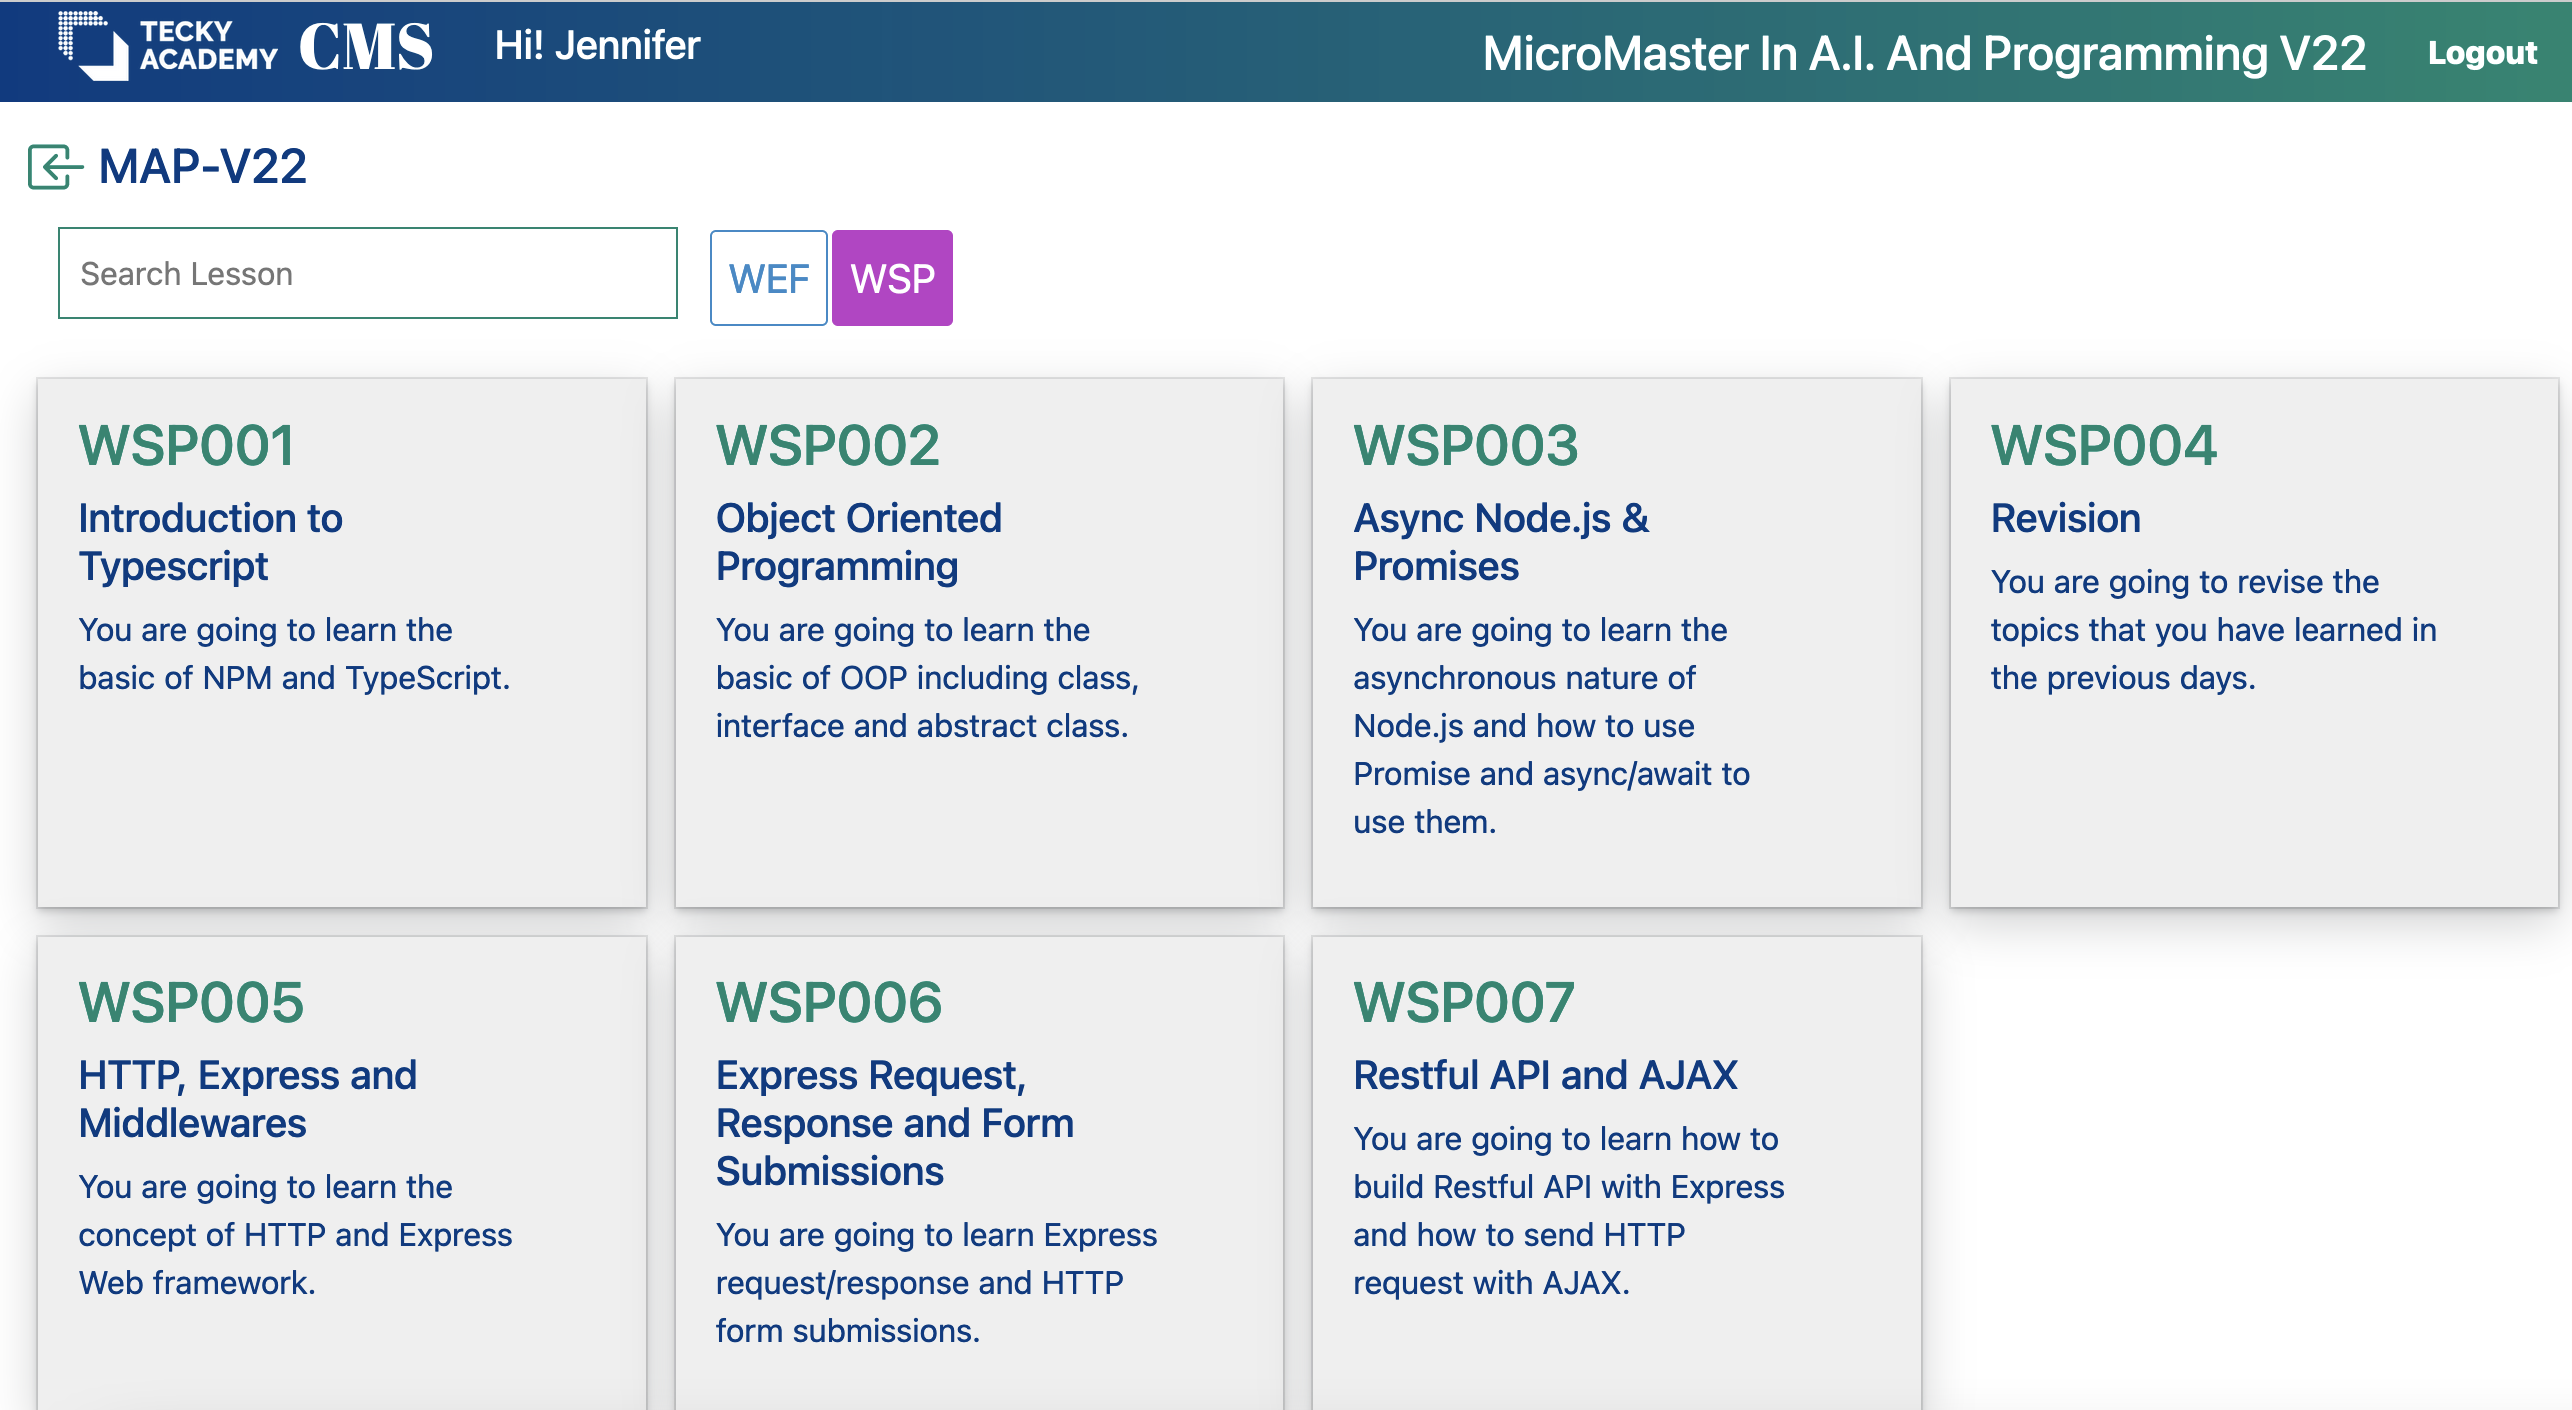 TECKY
ACADEMY
CMS
Hi! Jennifer
MicroMaster In A.I. And Programming V22
Logout
MAP-V22
Search Lesson
WEF
WSP
WSP001
Introduction to
Typescript
You are going to learn the
basic of NPM and TypeScript.
WSP002
Object Oriented
Programming
You are going to learn the
basic of OOP including class,
interface and abstract class.
WSP003
Async Node.js &
Promises
You are going to learn the
asynchronous nature of
Node.js and how to use
Promise and async/await to
use them.
WSP004
Revision
You are going to revise the
topics that you have learned in
the previous days.
WSP005
HTTP, Express and
Middlewares
You are going to learn the
concept of HTTP and Express
Web framework.
WSP006
Express Request,
Response and Form
Submissions
You are going to learn Express
request/response and HTTP
form submissions.
WSP007
Restful API and AJAX
You are going to learn how to
build Restful API with Express
and how to send HTTP
request with AJAX.